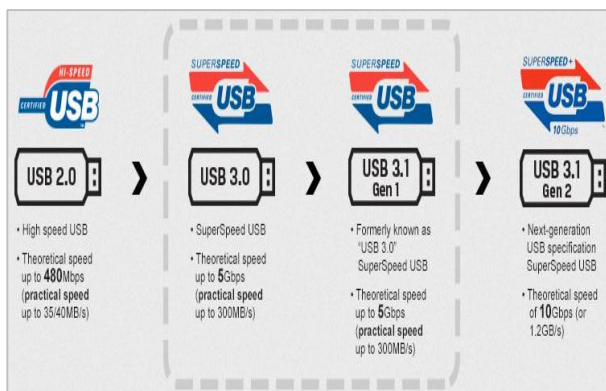 HI-SPEED
CERTIFIED USB
USB 2.0
• High speed USB
• Theoretical speed
up to 480Mbps
(practical speed
up to 35/40MB/s)
SUPERSPEED
CERTIFIED USB
USB 3.0
• SuperSpeed USB
• Theoretical speed
up to 5Gbps
(practical speed
up to 300MB/s)
SUPERSPEED
CERTIFIED USB
USB 3.1
Gen 1
• Formerly known as
"USB 3.0"
SuperSpeed USB
• Theoretical speed
up to 5Gbps
(practical speed
up to 300MB/s)
SUPERSPEED+
CERTIFIED USB
10Gbps
USB 3.1
Gen 2
• Next-generation
USB specification
SuperSpeed USB
• Theoretical speed
of 10Gbps (or
1.2GB/s)